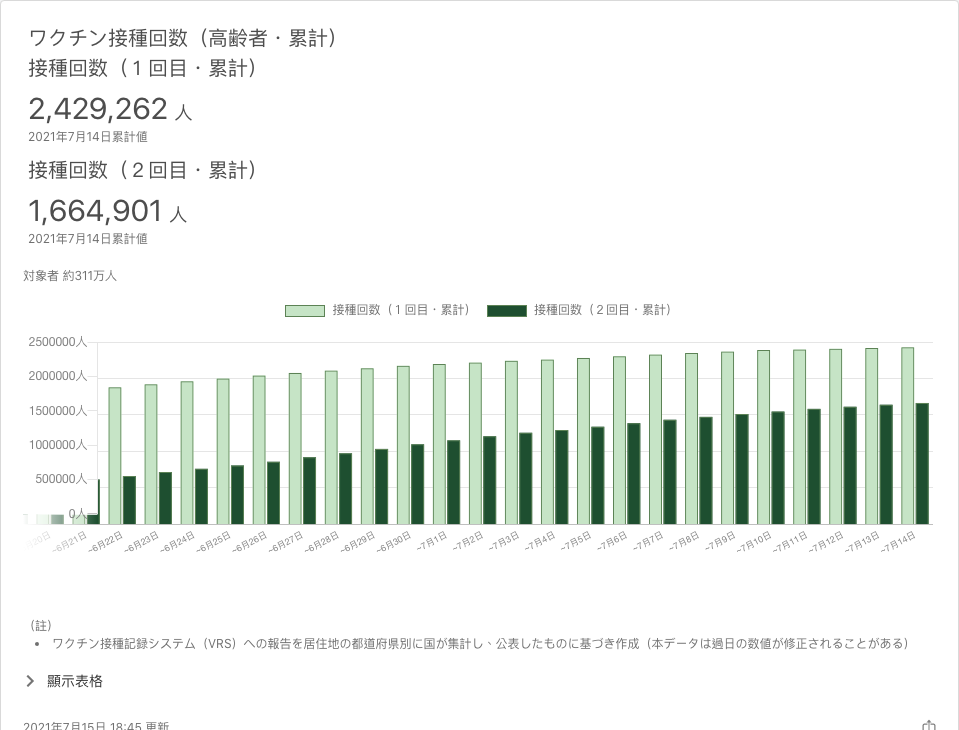 ワクチン接種回数（高齢者・累計）
接種回数（１回目・累計）
2,429,262 人
2021年7月14日累計値
接種回数（２回目・累計）
1,664,901 人
2021年7月14日累計値
対象者 約311万人
接種回数（１回目・累計） 接種回数（２回目・累計）
2500000人
2000000人
1500000人
1000000人
500000人
0人
~6月21日 ~6月22日 ~6月23日 ~6月24日 ~6月25日 ~6月26日 ~6月27日 ~6月28日 ~6月29日 ~6月30日 ~7月1日 ~7月2日 ~7月3日 ~7月4日 ~7月5日 ~7月6日 ~7月7日 ~7月8日 ~7月9日 ~7月10日 ~7月11日 ~7月12日 ~7月13日 ~7月14日
（註）
• ワクチン接種記録システム（VRS）への報告を居住地の都道府県別に国が集計し、公表したものに基づき作成（本データは過日の数値が修正されることがある）
顯示表格
2021年7月15日 18:45 更新